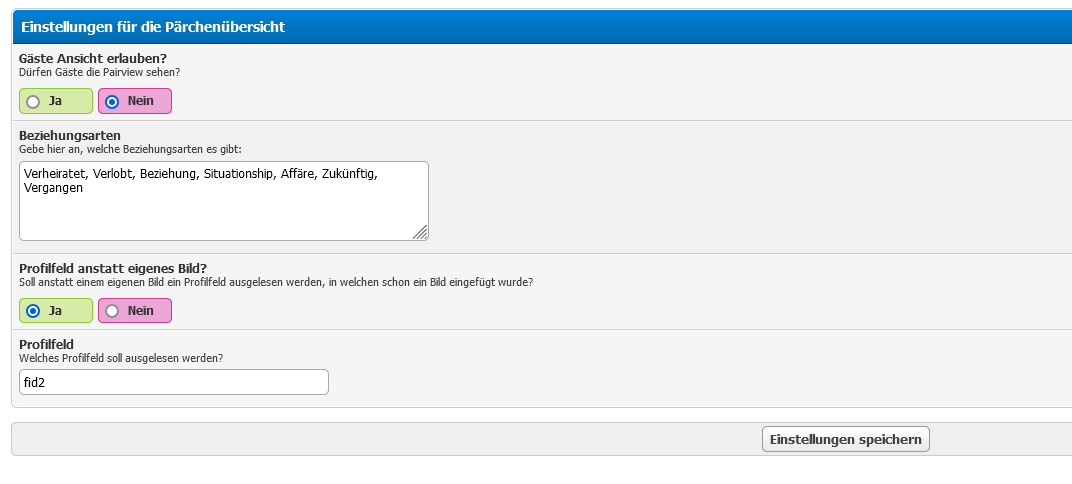 Einstellungen für die Pärchenübersicht
Gäste Ansicht erlauben?
Dürfen Gäste die Pairview sehen?
Ja Nein
Beziehungsarten
Gebe hier an, welche Beziehungsarten es gibt:
Verheiratet, Verlobt, Beziehung, Situationship, Affäre, Zukünftig,
Vergangen
Profilfeld anstatt eigenes Bild?
Soll anstatt einem eigenen Bild ein Profilfeld ausgelesen werden, in welchen schon ein Bild eingefügt wurde?
Ja Nein
Profilfeld
Welches Profilfeld soll ausgelesen werden?
fid2
Einstellungen speichern